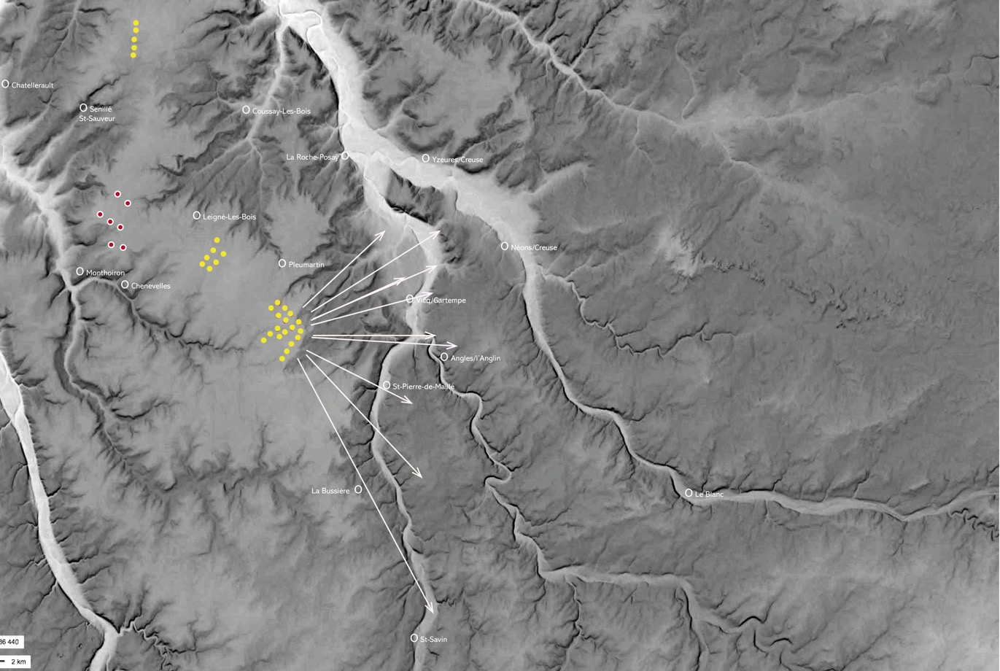 Chatellerault
Senillé
St-Sauveur
Coussay-Les-Bois
La Roche-Posay
Yzeures/Creuse
Leigné-Les-Bois
Néons/Creuse
Pleumartin
Monthoiron
Chenevelles
Vicq/Gartempe
Angles/l'Anglin
St-Pierre-de-Maillé
La Bussière
Le Blanc
St-Savin
36 440
2 km